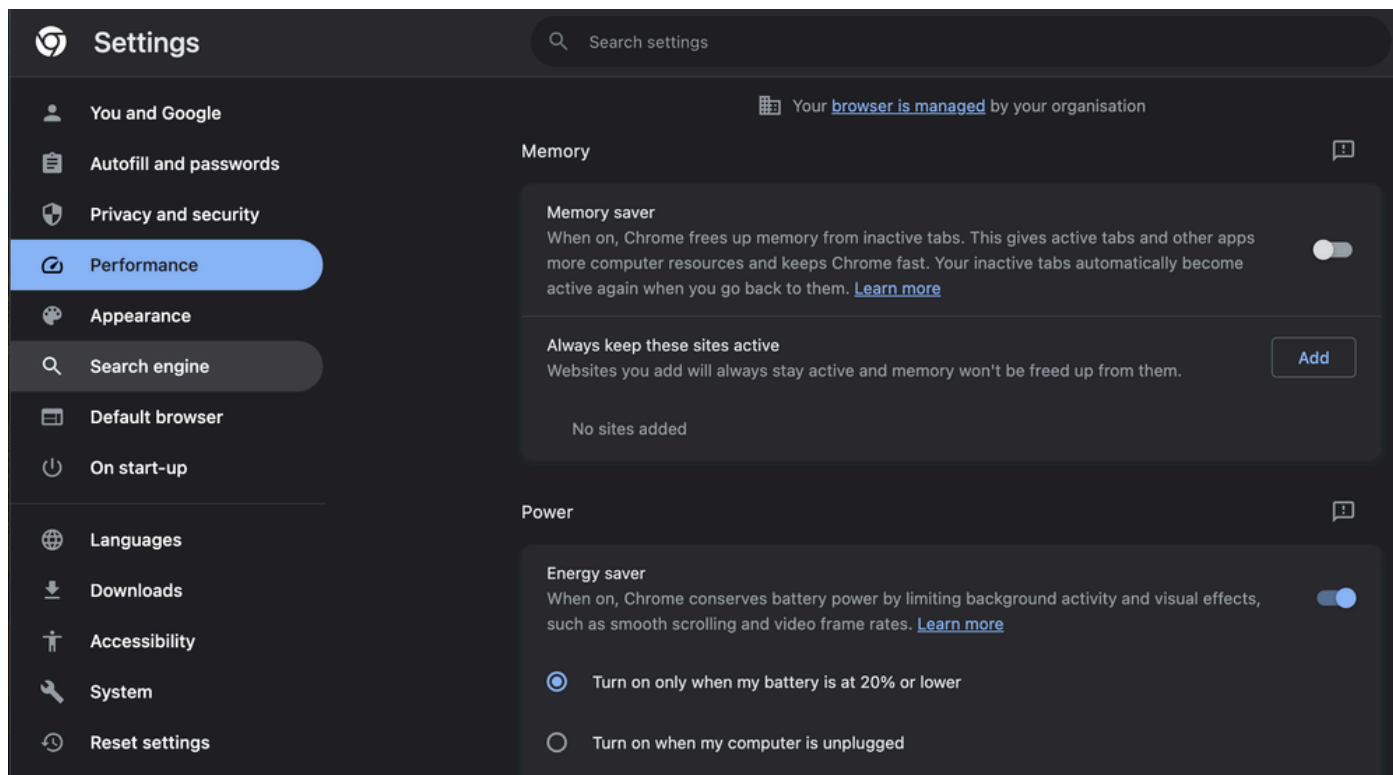 Settings
Search settings
You and Google
Autofill and passwords
Privacy and security
Performance
Appearance
Search engine
Default browser
On start-up
Languages
Downloads
Accessibility
System
Reset settings
Your browser is managed by your organisation
Memory
Memory saver
When on, Chrome frees up memory from inactive tabs. This gives active tabs and other apps
more computer resources and keeps Chrome fast. Your inactive tabs automatically become
active again when you go back to them. Learn more
Always keep these sites active
Websites you add will always stay active and memory won't be freed up from them.
Add
No sites added
Power
Energy saver
When on, Chrome conserves battery power by limiting background activity and visual effects,
such as smooth scrolling and video frame rates. Learn more
Turn on only when my battery is at 20% or lower
Turn on when my computer is unplugged